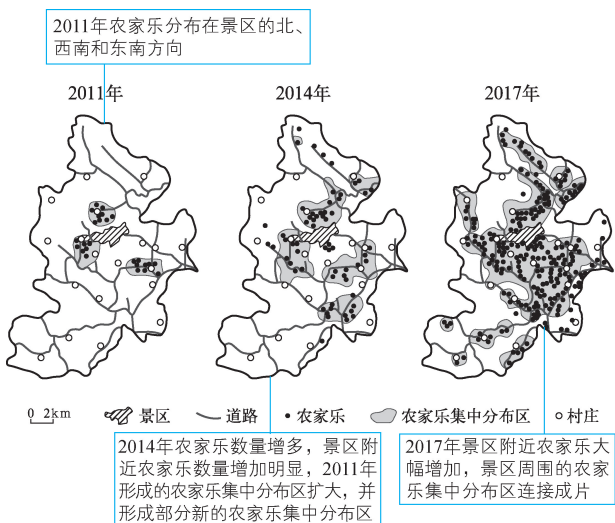 2011年农家乐分布在景区的北、
西南和东南方向
2011年
2014年
2017年
0 2km
景区
道路
农家乐
农家乐集中分布区
村庄
2014年农家乐数量增多，景区附
近农家乐数量增加明显，2011年
形成的农家乐集中分布区扩大，并
形成部分新的农家乐集中分布区
2017年景区附近农家乐大
幅增加，景区周围的农家
乐集中分布区连接成片